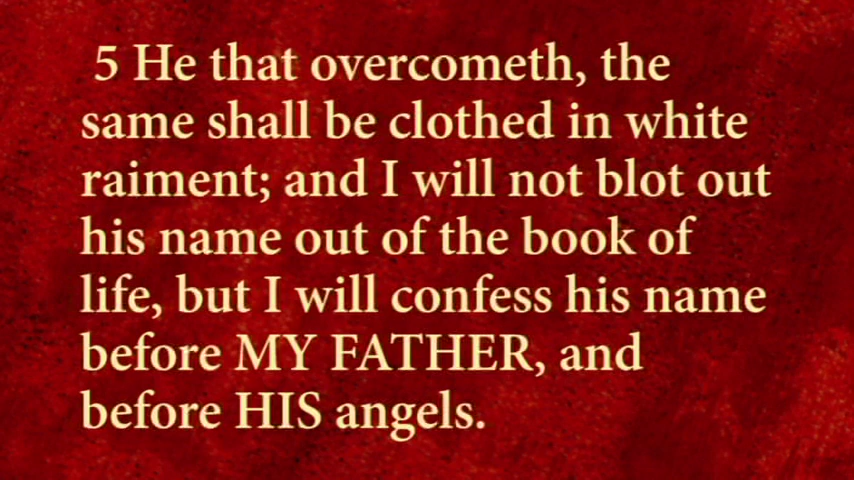 5 He that overcometh, the
same shall be clothed in white
raiment; and I will not blot out
his name out of the book of
life, but I will confess his name
before MY FATHER, and
before HIS angels.